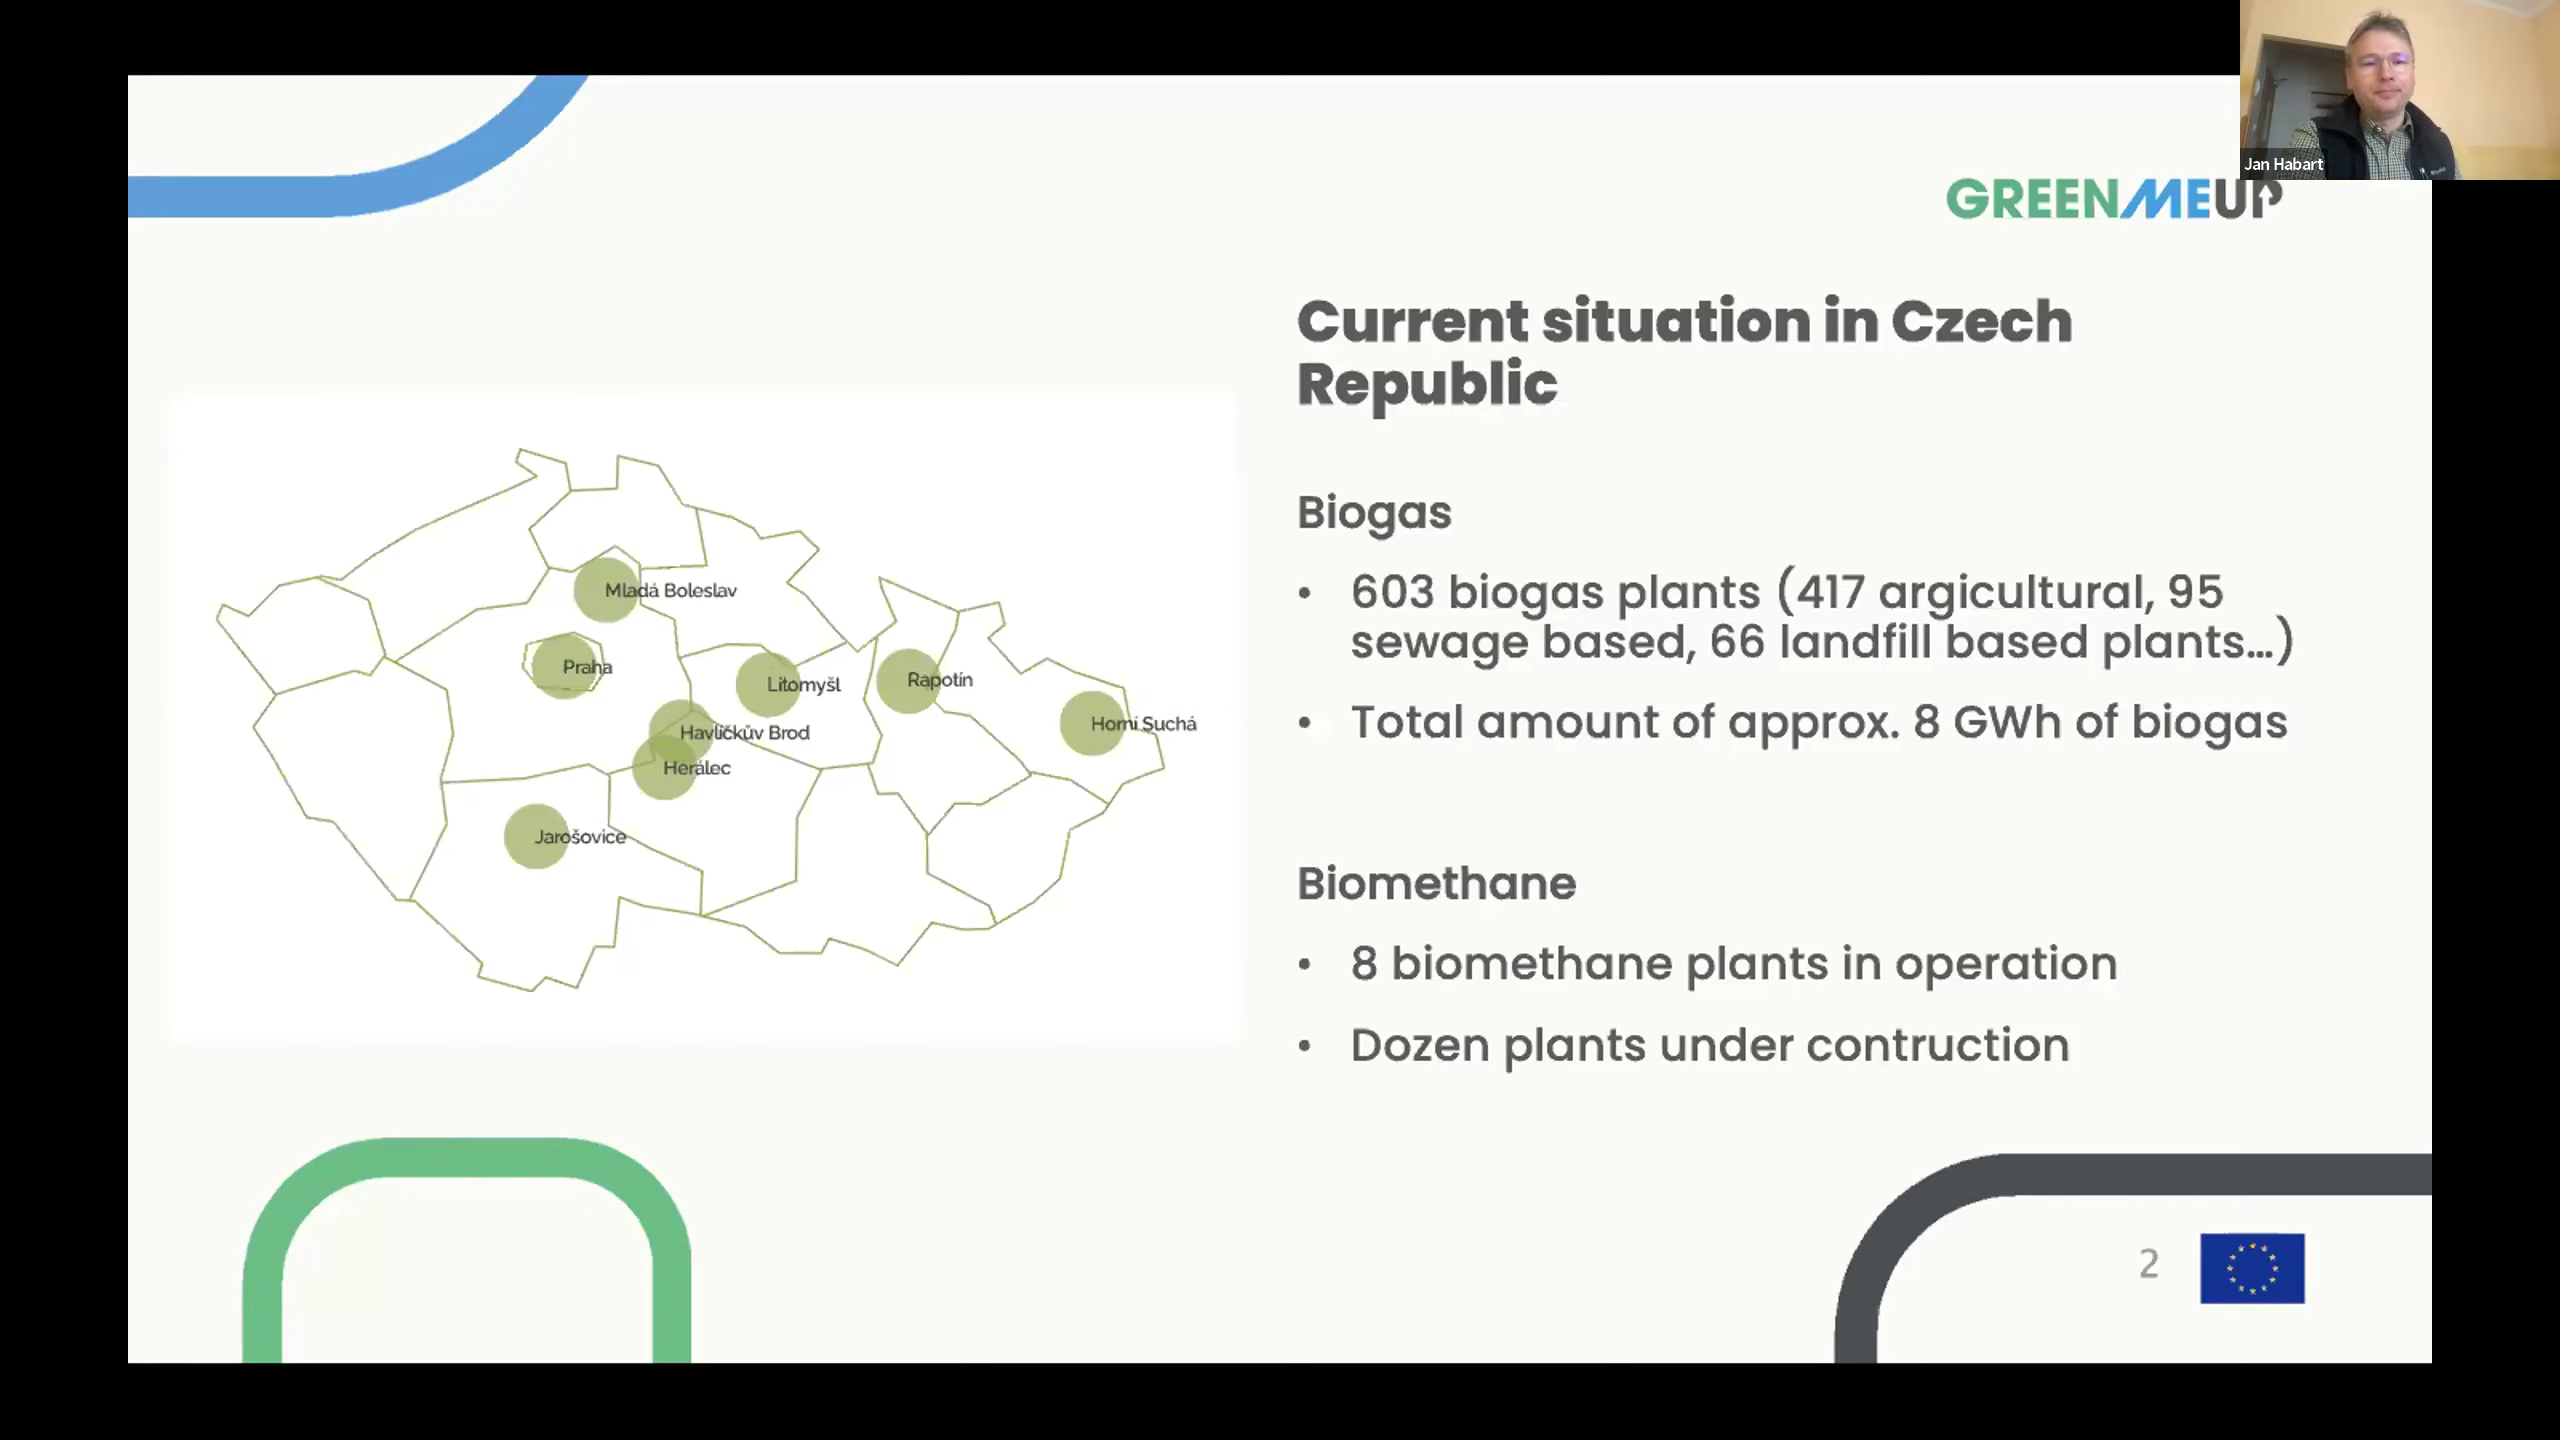 Jan Habart
GREENMEUP
Current situation in Czech
Republic
Biogas
• 603 biogas plants (417 argicultural, 95
sewage based, 66 landfill based plants...)
• Total amount of approx. 8 GWh of biogas
Biomethane
• 8 biomethane plants in operation
• Dozen plants under contruction
Mladá Boleslav
Praha
Litomyšl
Rapotín
Horní Suchá
Havlíčkův Brod
Herálec
Jarošovice
2